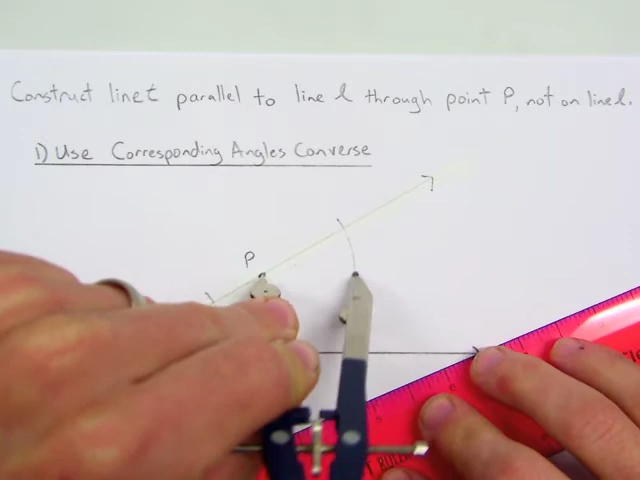 Construct line t parallel to line l through point P, not on line l.
1) Use Corresponding Angles Converse
P